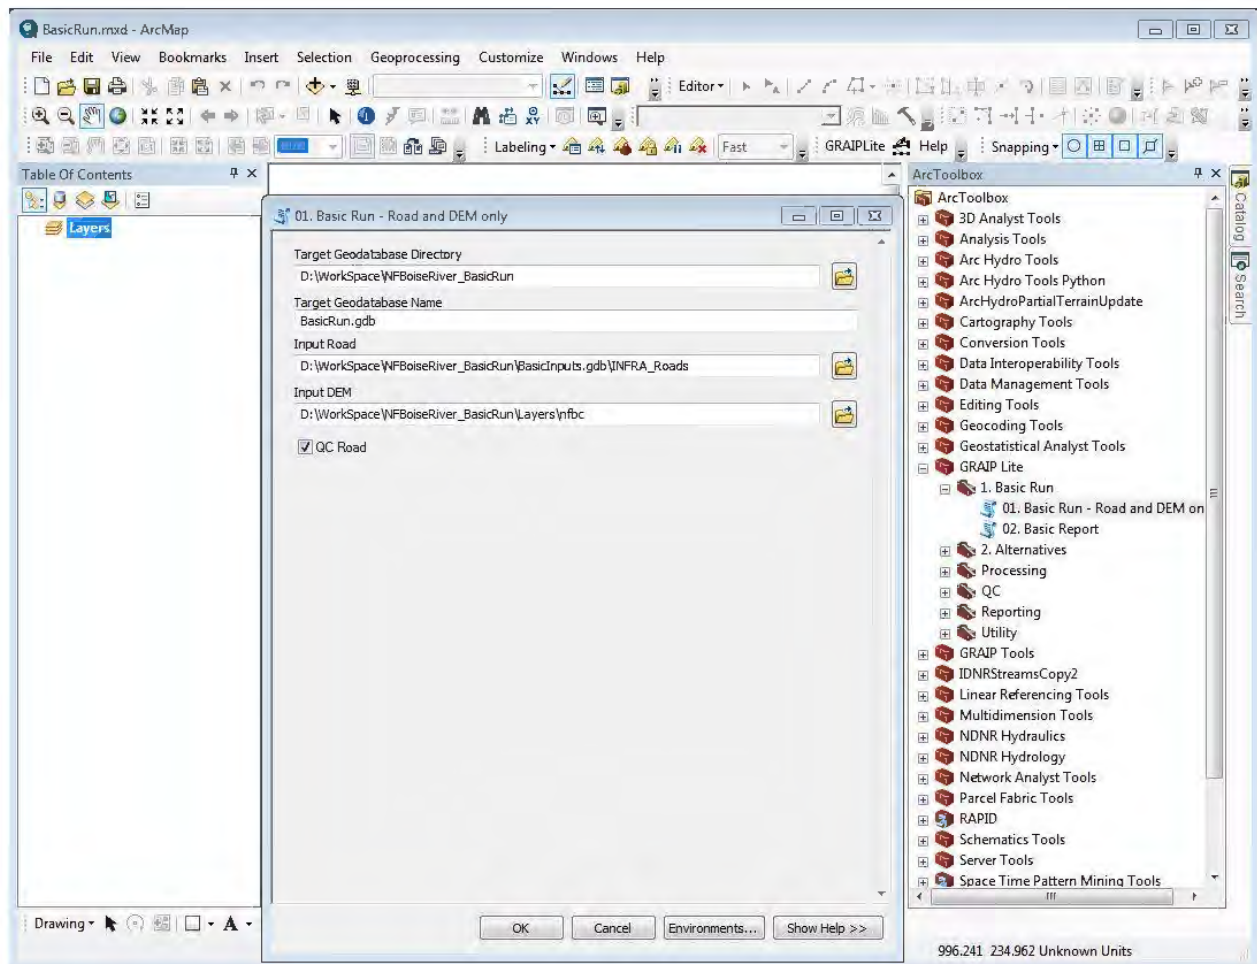 BasicRun.mxd - ArcMap
File Edit View Bookmarks Insert Selection Geoprocessing Customize Windows Help
Editor
Labeling Fast GRAIPLite Help Snapping
Table Of Contents
Layers
01. Basic Run - Road and DEM only
Target Geodatabase Directory
D:\WorkSpace\NFBoiseRiver_BasicRun
Target Geodatabase Name
BasicRun.gdb
Input Road
D:\WorkSpace\NFBoiseRiver_BasicRun\BasicInputs.gdb\INFRA_Roads
Input DEM
D:\WorkSpace\NFBoiseRiver_BasicRun\Layers\nfbc
QC Road
OK Cancel Environments... Show Help >>
ArcToolbox
ArcToolbox
3D Analyst Tools
Analysis Tools
Arc Hydro Tools
Arc Hydro Tools Python
ArcHydroPartialTerrainUpdate
Cartography Tools
Conversion Tools
Data Interoperability Tools
Data Management Tools
Editing Tools
Geocoding Tools
Geostatistical Analyst Tools
GRAIP Lite
1. Basic Run
01. Basic Run - Road and DEM on
02. Basic Report
2. Alternatives
Processing
QC
Reporting
Utility
GRAIP Tools
IDNRStreamsCopy2
Linear Referencing Tools
Multidimension Tools
NDNR Hydraulics
NDNR Hydrology
Network Analyst Tools
Parcel Fabric Tools
RAPID
Schematics Tools
Server Tools
Space Time Pattern Mining Tools
Catalog
Search
Drawing A
996.241 234.962 Unknown Units